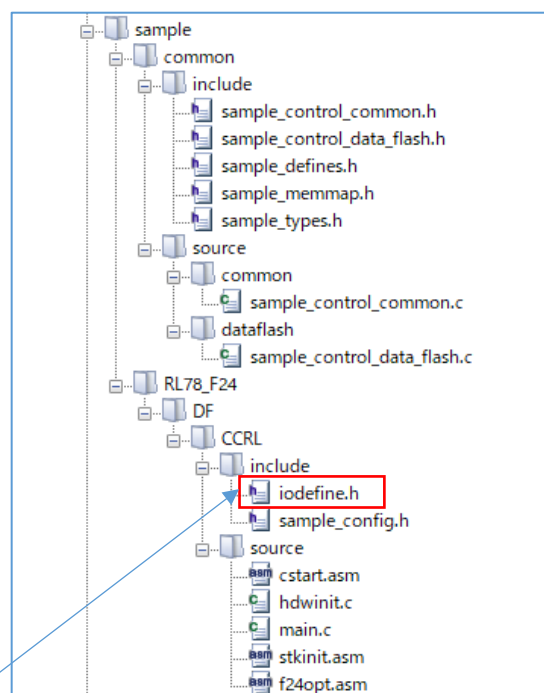 sample
common
include
sample_control_common.h
sample_control_data_flash.h
sample_defines.h
sample_memmap.h
sample_types.h
source
common
sample_control_common.c
dataflash
sample_control_data_flash.c
RL78_F24
DF
CCRL
include
iodefine.h
sample_config.h
source
cstart.asm
hdwinit.c
main.c
stkinit.asm
f24opt.asm